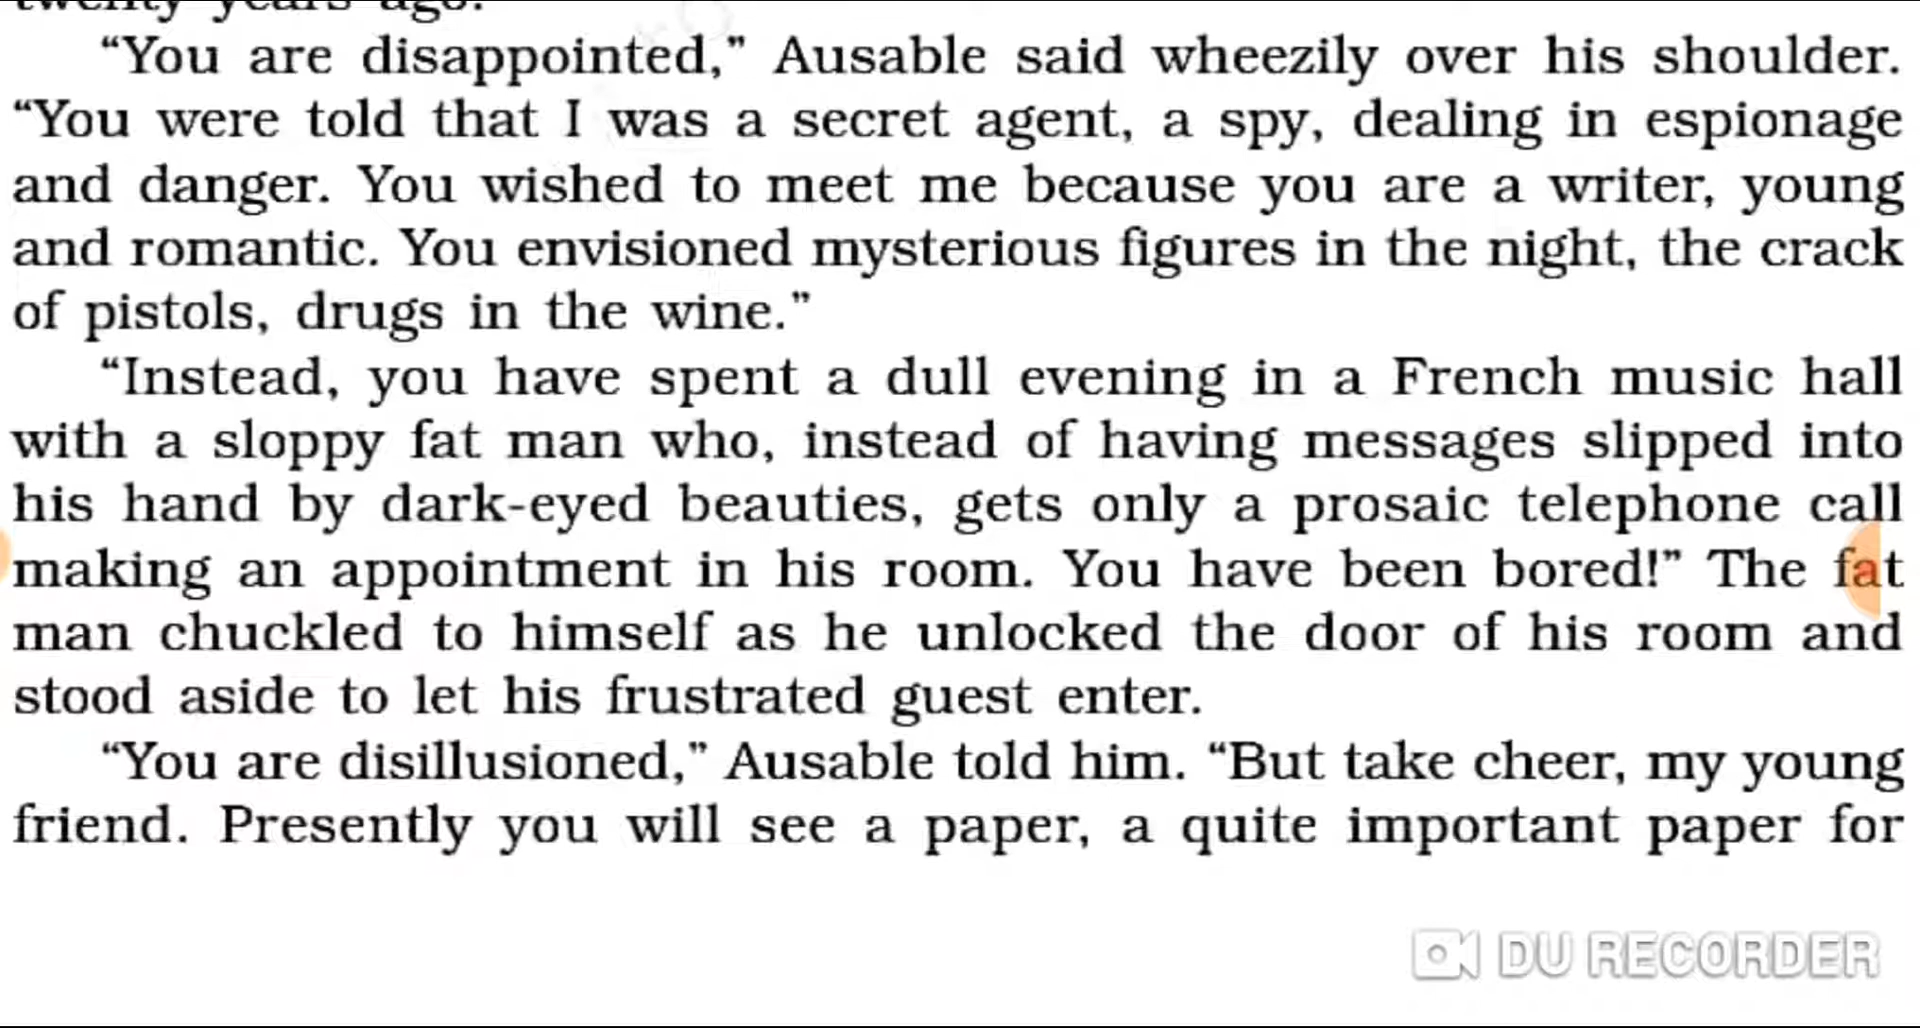 twenty years ago.
“You are disappointed,” Ausable said wheezily over his shoulder.
“You were told that I was a secret agent, a spy, dealing in espionage
and danger. You wished to meet me because you are a writer, young
and romantic. You envisioned mysterious figures in the night, the crack
of pistols, drugs in the wine.”
“Instead, you have spent a dull evening in a French music hall
with a sloppy fat man who, instead of having messages slipped into
his hand by dark-eyed beauties, gets only a prosaic telephone call
making an appointment in his room. You have been bored!” The fat
man chuckled to himself as he unlocked the door of his room and
stood aside to let his frustrated guest enter.
“You are disillusioned,” Ausable told him. “But take cheer, my young
friend. Presently you will see a paper, a quite important paper for
DU RECORDER